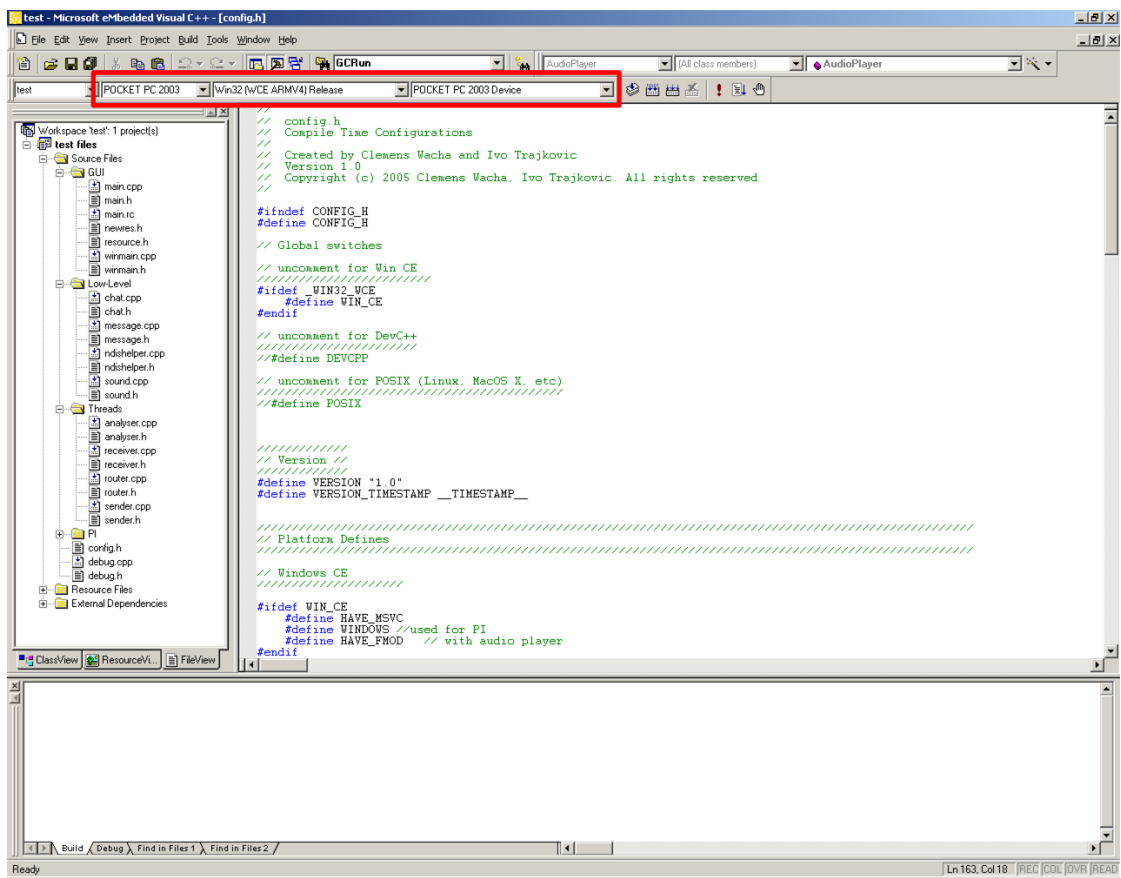 test - Microsoft eMbedded Visual C++ - [config.h]
File Edit View Insert Project Build Tools Window Help
GCRun AudioPlayer (All class members) AudioPlayer
test POCKET PC 2003 Win32 (WCE ARMV4) Release POCKET PC 2003 Device
Workspace 'test': 1 project(s)
test files
Source Files
GUI
main.cpp
main.h
main.rc
newres.h
resource.h
winmain.cpp
winmain.h
Low-Level
chat.cpp
chat.h
message.cpp
message.h
ndishelper.cpp
ndishelper.h
sound.cpp
sound.h
Threads
analyser.cpp
analyser.h
receiver.cpp
receiver.h
router.cpp
router.h
sender.cpp
sender.h
PI
config.h
debug.cpp
debug.h
Resource Files
External Dependencies
ClassView ResourceVi... FileView
//
// config.h
// Compile Time Configurations
//
// Created by Clemens Wacha and Ivo Trajkovic
// Version 1.0
// Copyright (c) 2005 Clemens Wacha, Ivo Trajkovic. All rights reserved
//
#ifndef CONFIG_H
#define CONFIG_H
// Global switches
// uncomment for Win CE
//////////////////////////
#ifdef _WIN32_WCE
#define WIN_CE
#endif
// uncomment for DevC++
////////////////////////
//#define DEVCPP
// uncomment for POSIX (Linux, MacOS X, etc)
//////////////////////////////////////////////
//#define POSIX
/////////////
// Version //
/////////////
#define VERSION "1.0"
#define VERSION_TIMESTAMP __TIMESTAMP__
////////////////////////////////////////////////////////////////////////////////////////////////////////////
// Platform Defines
////////////////////////////////////////////////////////////////////////////////////////////////////////////
// Windows CE
//////////////////////
#ifdef WIN_CE
#define HAVE_MSVC
#define WINDOWS //used for PI
#define HAVE_FMOD // with audio player
#endif
Build Debug Find in Files 1 Find in Files 2
Ready Ln 163, Col 18 REC COL OVR READ